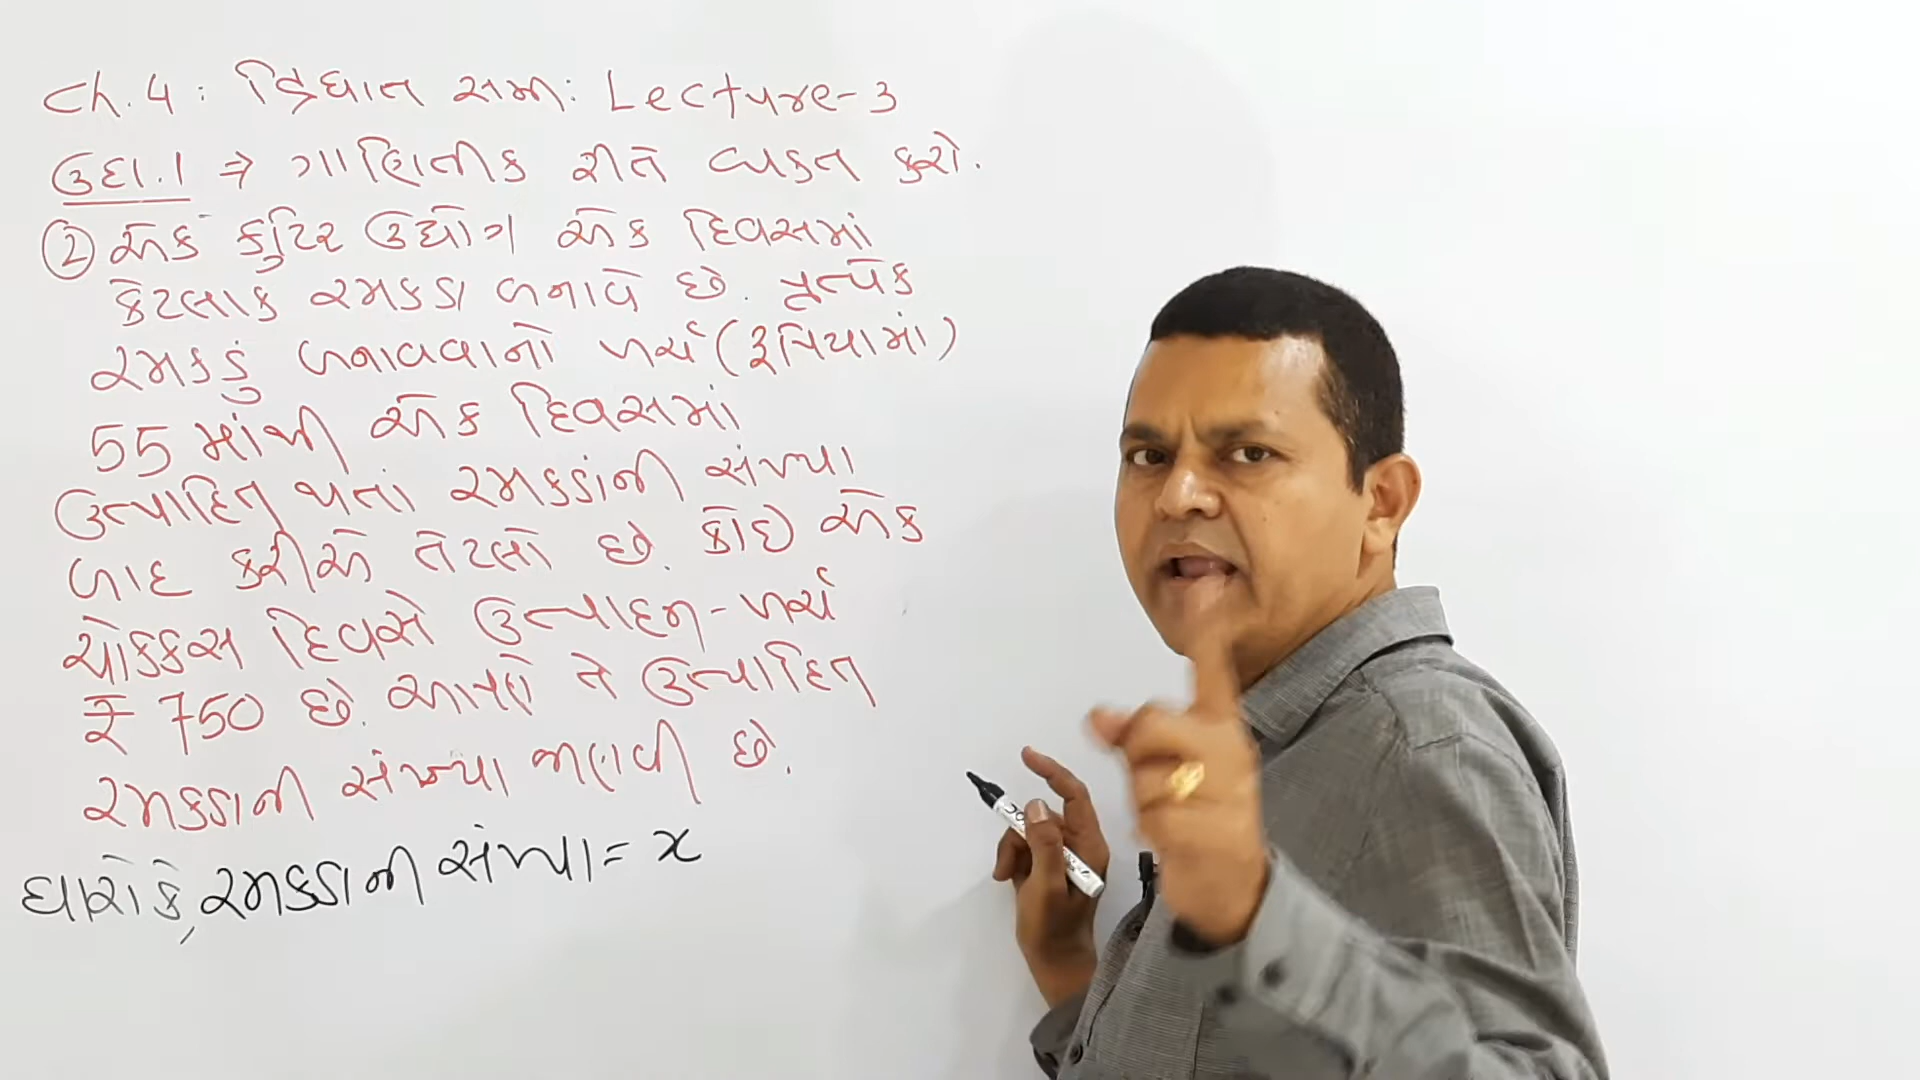 Ch. 4 : દ્વિઘાત સમી: Lecture-3
ઉદા.1 ⇒ ગાણિતીક રીતે વ્યક્ત કરો.
② એક કુટિર ઉદ્યોગ એક દિવસમાં
કેટલાક રમકડા બનાવે છે. પ્રત્યેક
રમકડું બનાવવાનો ખર્ચ (રૂપિયામાં)
55 માંથી એક દિવસમાં
ઉત્પાદિત થતાં રમકડાંની સંખ્યા
બાદ કરીએ તેટલો છે. કોઇ એક
ચોક્કસ દિવસે ઉત્પાદન-ખર્ચ
₹ 750 છે. આપણે તે ઉત્પાદિત
રમકડાની સંખ્યા જાણવી છે.
ધારો કે, રમકડાની સંખ્યા = x